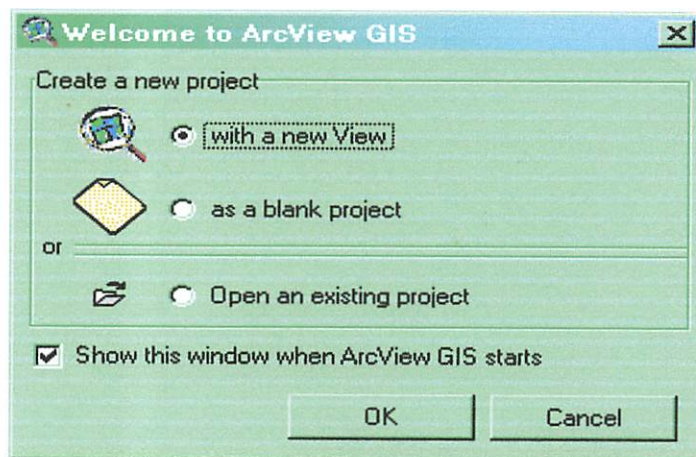 Welcome to ArcView GIS
Create a new project
with a new View
as a blank project
or
Open an existing project
Show this window when ArcView GIS starts
OK
Cancel